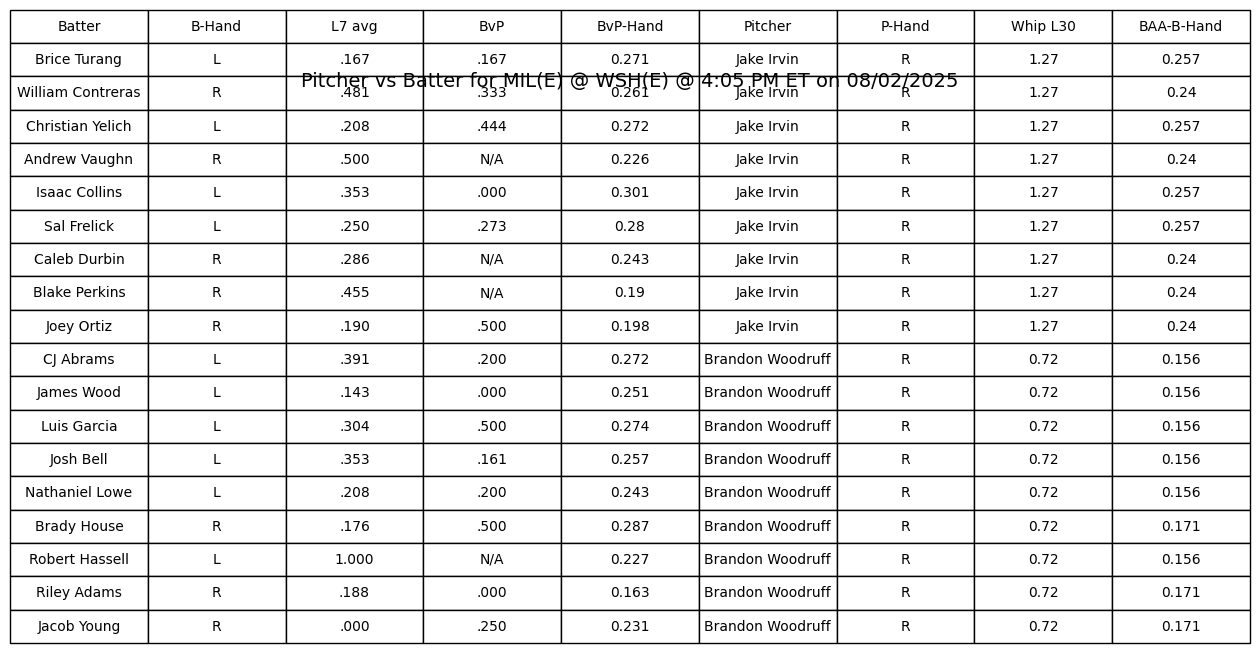 Batter B-Hand L7 avg BvP BvP-Hand Pitcher P-Hand Whip L30 BAA-B-Hand
Brice Turang L .167 .167 0.271 Jake Irvin R 1.27 0.257
Pitcher vs Batter for MIL(E) @ WSH(E) @ 4:05 PM ET on 08/02/2025
William Contreras R .481 .333 0.261 Jake Irvin R 1.27 0.24
Christian Yelich L .208 .444 0.272 Jake Irvin R 1.27 0.257
Andrew Vaughn R .500 N/A 0.226 Jake Irvin R 1.27 0.24
Isaac Collins L .353 .000 0.301 Jake Irvin R 1.27 0.257
Sal Frelick L .250 .273 0.28 Jake Irvin R 1.27 0.257
Caleb Durbin R .286 N/A 0.243 Jake Irvin R 1.27 0.24
Blake Perkins R .455 N/A 0.19 Jake Irvin R 1.27 0.24
Joey Ortiz R .190 .500 0.198 Jake Irvin R 1.27 0.24
CJ Abrams L .391 .200 0.272 Brandon Woodruff R 0.72 0.156
James Wood L .143 .000 0.251 Brandon Woodruff R 0.72 0.156
Luis Garcia L .304 .500 0.274 Brandon Woodruff R 0.72 0.156
Josh Bell L .353 .161 0.257 Brandon Woodruff R 0.72 0.156
Nathaniel Lowe L .208 .200 0.243 Brandon Woodruff R 0.72 0.156
Brady House R .176 .500 0.287 Brandon Woodruff R 0.72 0.171
Robert Hassell L 1.000 N/A 0.227 Brandon Woodruff R 0.72 0.156
Riley Adams R .188 .000 0.163 Brandon Woodruff R 0.72 0.171
Jacob Young R .000 .250 0.231 Brandon Woodruff R 0.72 0.171